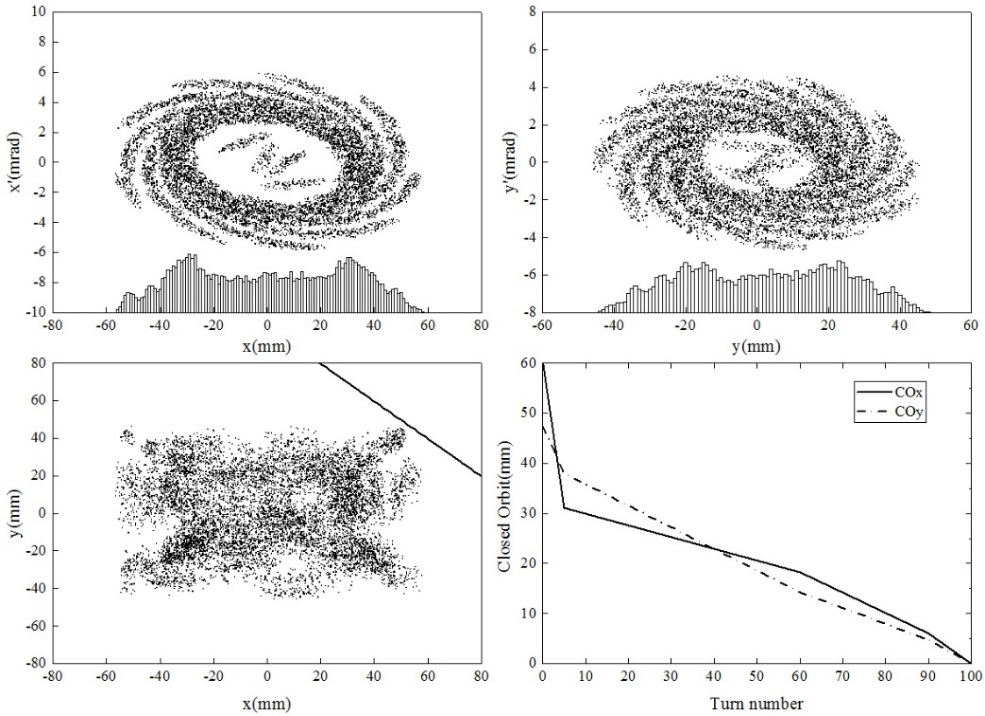 10
8
6
4
2
0
-2
-4
-6
-8
-10
x'(mrad)
-80 -60 -40 -20 0 20 40 60 80
x(mm)
8
6
4
2
0
-2
-4
-6
-8
y'(mrad)
-60 -40 -20 0 20 40 60
y(mm)
80
60
40
20
0
-20
-40
-60
-80
y(mm)
-80 -60 -40 -20 0 20 40 60 80
x(mm)
60
50
40
30
20
10
0
Closed Orbit(mm)
COx
COy
0 10 20 30 40 50 60 70 80 90 100
Turn number